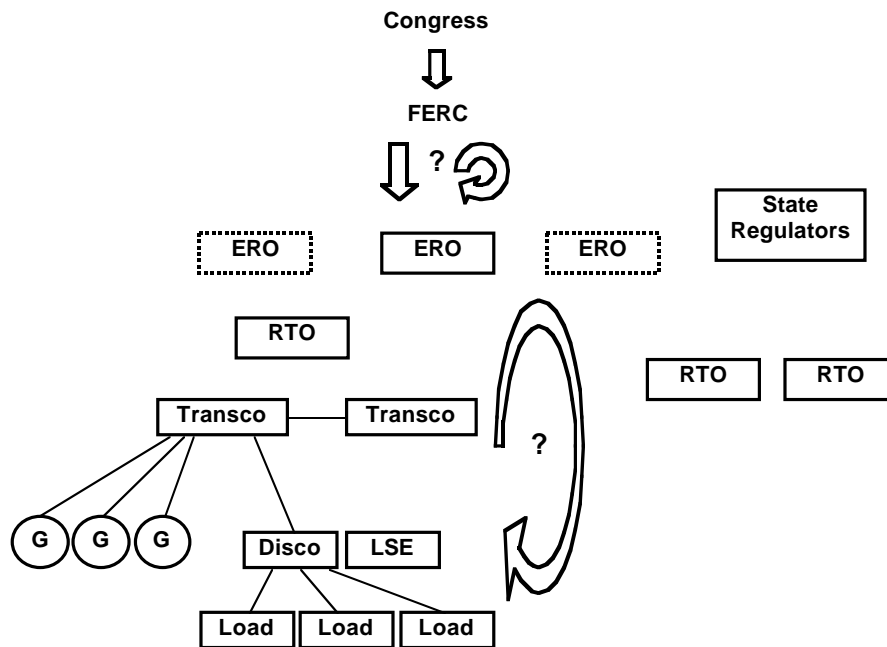 Congress
FERC
?
State
Regulators
ERO
ERO
ERO
RTO
RTO
RTO
Transco
Transco
?
G
G
G
Disco
LSE
Load
Load
Load